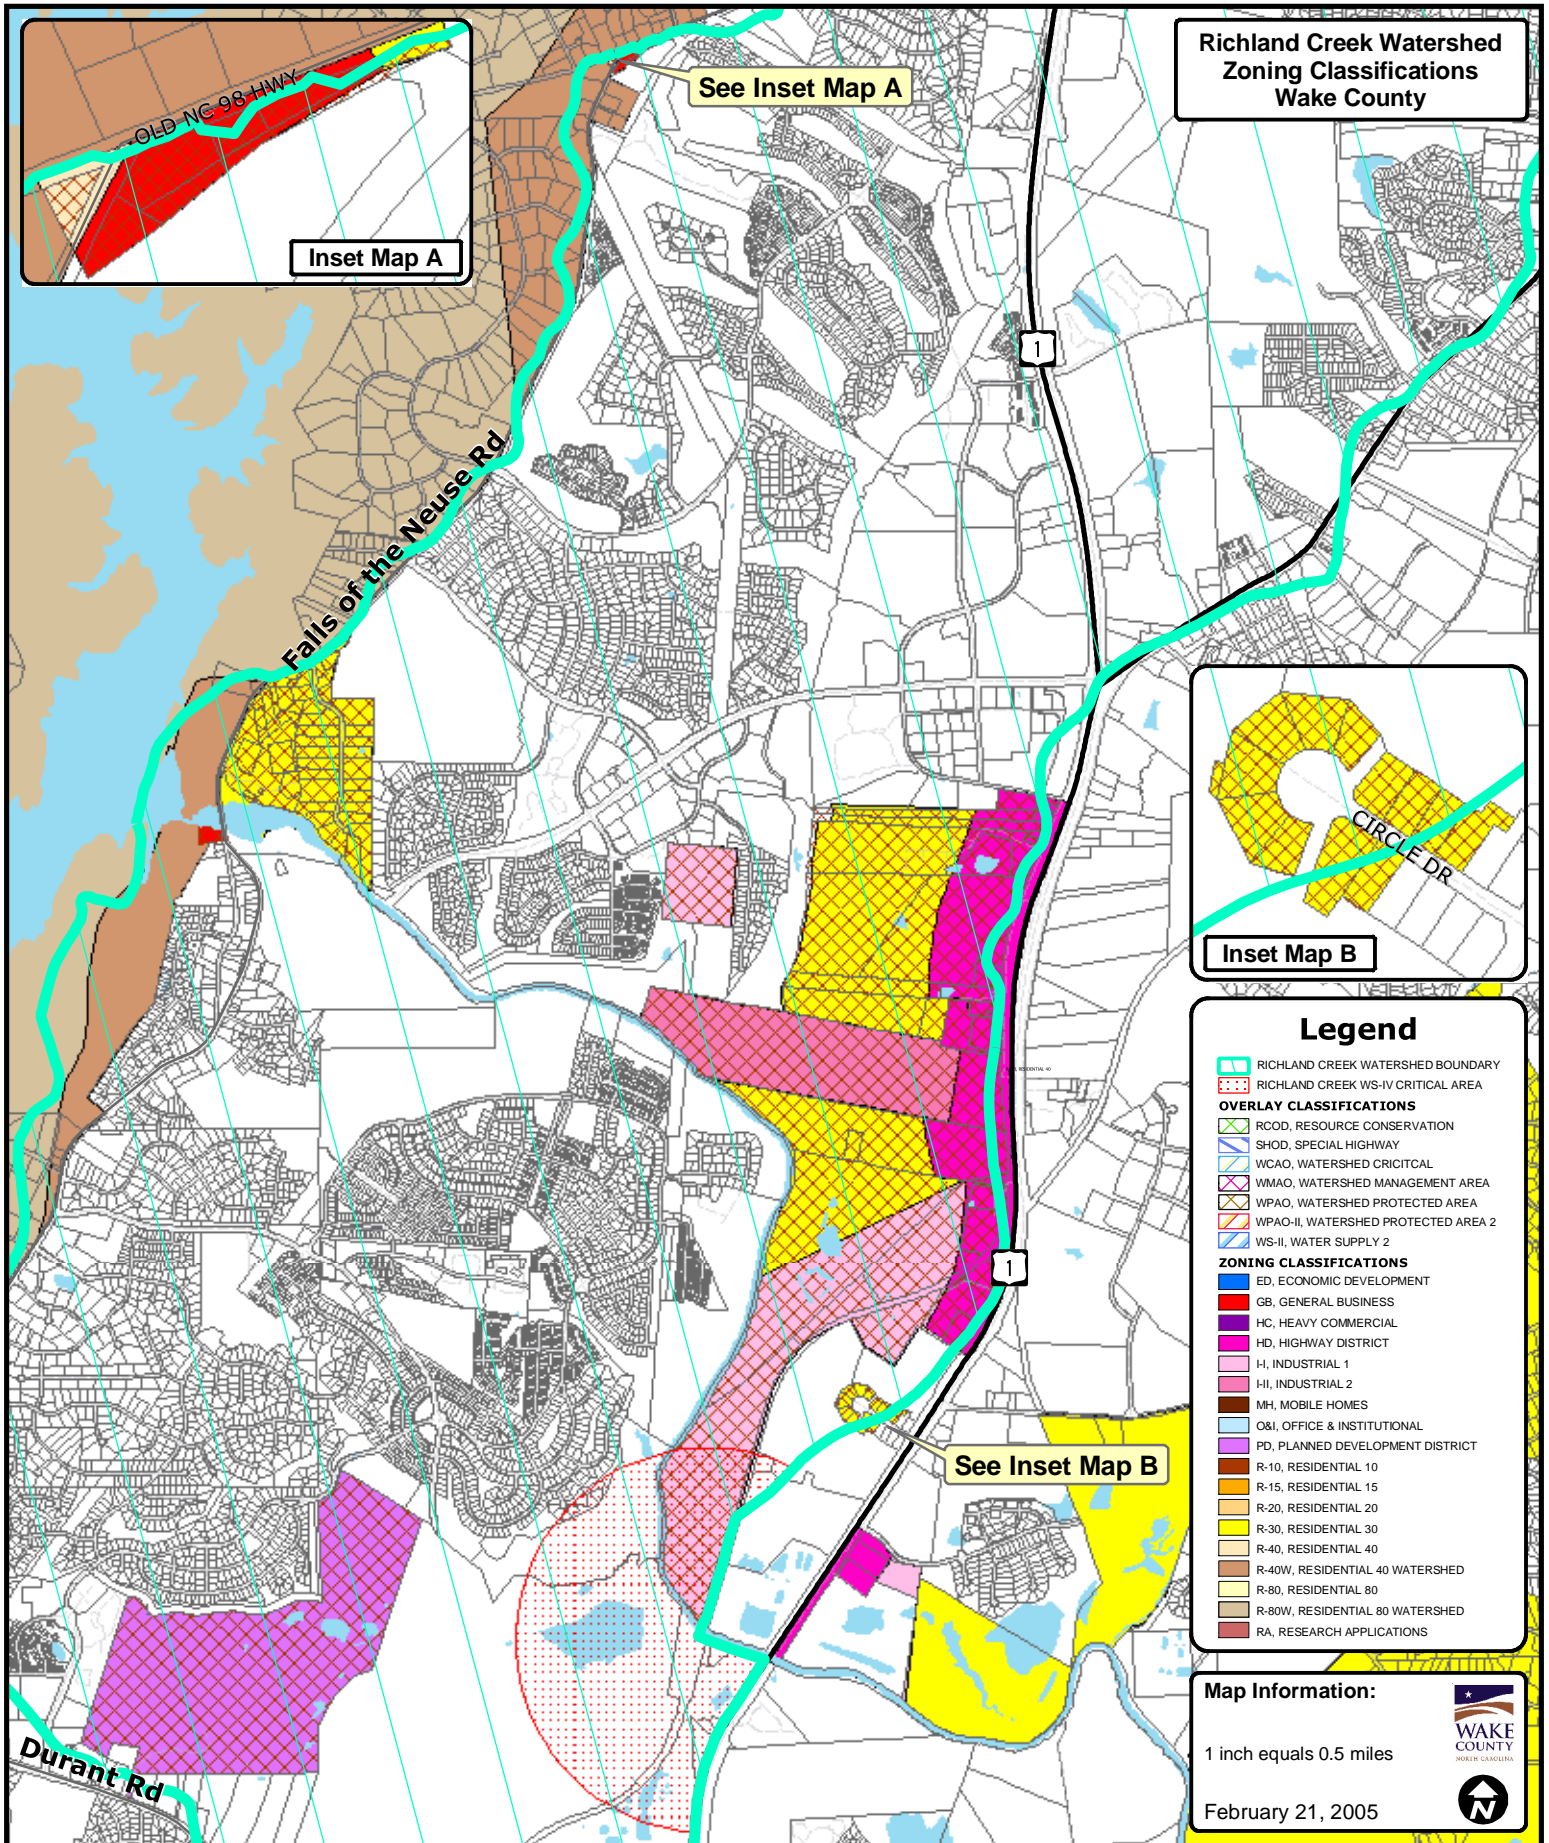 Richland Creek Watershed
Zoning Classifications
Wake County
OLD NC 98 HWY
Inset Map A
See Inset Map A
1
Falls of the Neuse Rd
CIRCLE DR
Inset Map B
Legend
RICHLAND CREEK WATERSHED BOUNDARY
RICHLAND CREEK WS-IV CRITICAL AREA
OVERLAY CLASSIFICATIONS
RCOD, RESOURCE CONSERVATION
SHOD, SPECIAL HIGHWAY
WCAO, WATERSHED CRICITCAL
WMAO, WATERSHED MANAGEMENT AREA
WPAO, WATERSHED PROTECTED AREA
WPAO-II, WATERSHED PROTECTED AREA 2
WS-II, WATER SUPPLY 2
ZONING CLASSIFICATIONS
ED, ECONOMIC DEVELOPMENT
GB, GENERAL BUSINESS
HC, HEAVY COMMERCIAL
HD, HIGHWAY DISTRICT
I-I, INDUSTRIAL 1
I-II, INDUSTRIAL 2
MH, MOBILE HOMES
O&I, OFFICE & INSTITUTIONAL
PD, PLANNED DEVELOPMENT DISTRICT
R-10, RESIDENTIAL 10
R-15, RESIDENTIAL 15
R-20, RESIDENTIAL 20
R-30, RESIDENTIAL 30
R-40, RESIDENTIAL 40
R-40W, RESIDENTIAL 40 WATERSHED
R-80, RESIDENTIAL 80
R-80W, RESIDENTIAL 80 WATERSHED
RA, RESEARCH APPLICATIONS
RESIDENTIAL 40
1
See Inset Map B
Durant Rd
Map Information:
1 inch equals 0.5 miles
February 21, 2005
WAKE
COUNTY
NORTH CAROLINA
N